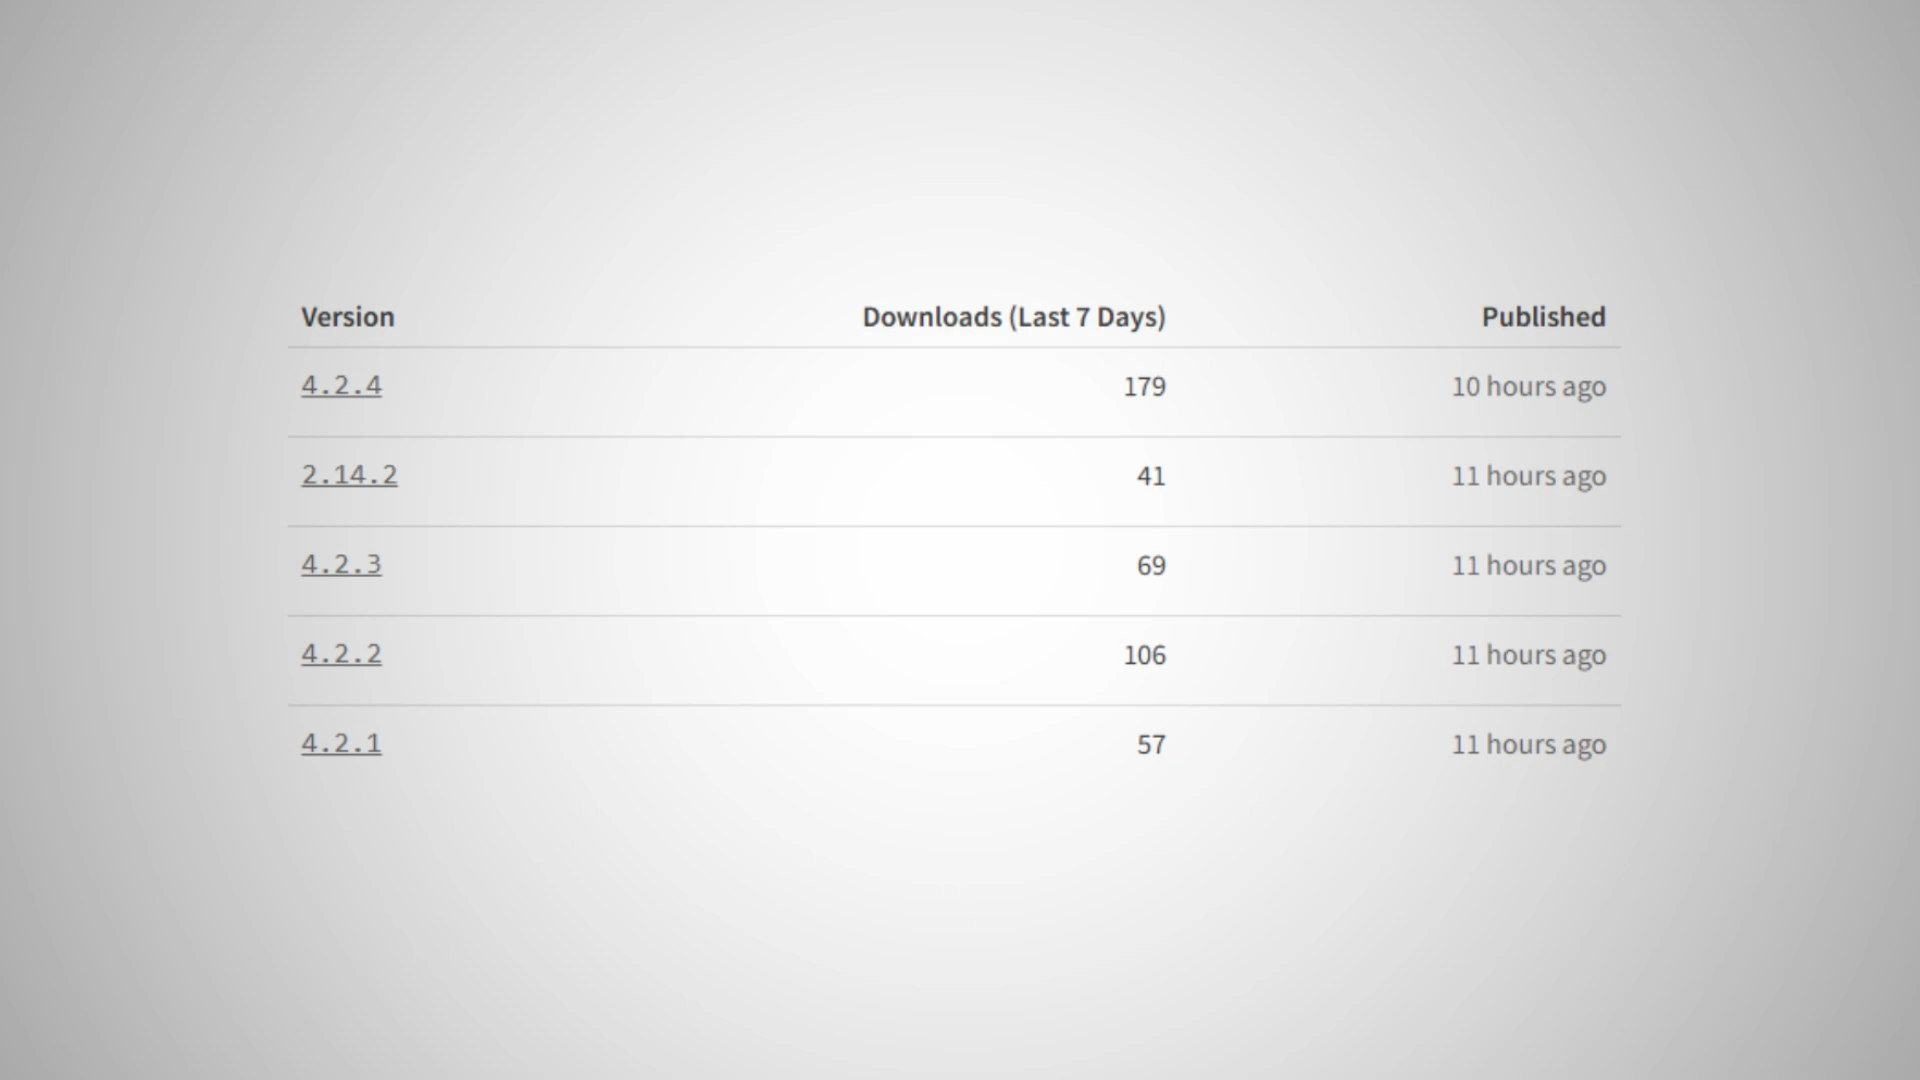 Version Downloads (Last 7 Days) Published
4.2.4 179 10 hours ago
2.14.2 41 11 hours ago
4.2.3 69 11 hours ago
4.2.2 106 11 hours ago
4.2.1 57 11 hours ago